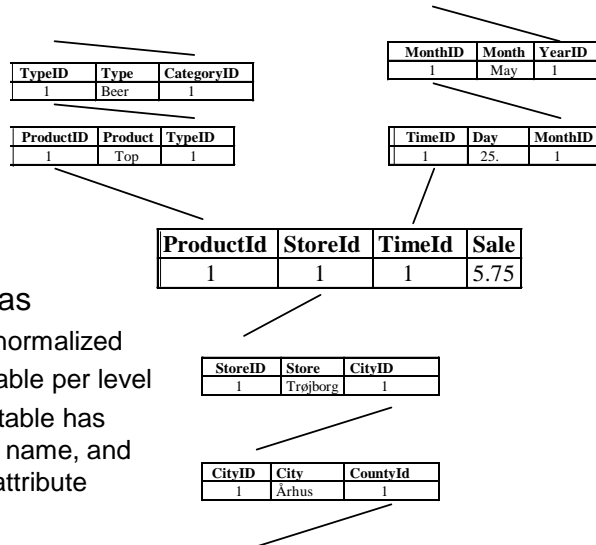 MonthID Month YearID
1 May 1
TypeID Type CategoryID
1 Beer 1
ProductID Product TypeID
1 Top 1
TimeID Day MonthID
1 25. 1
ProductId StoreId TimeId Sale
1 1 1 5.75
as
normalized
able per level
table has
name, and
attribute
StoreID Store CityID
1 Trøjborg 1
CityID City CountyId
1 Århus 1